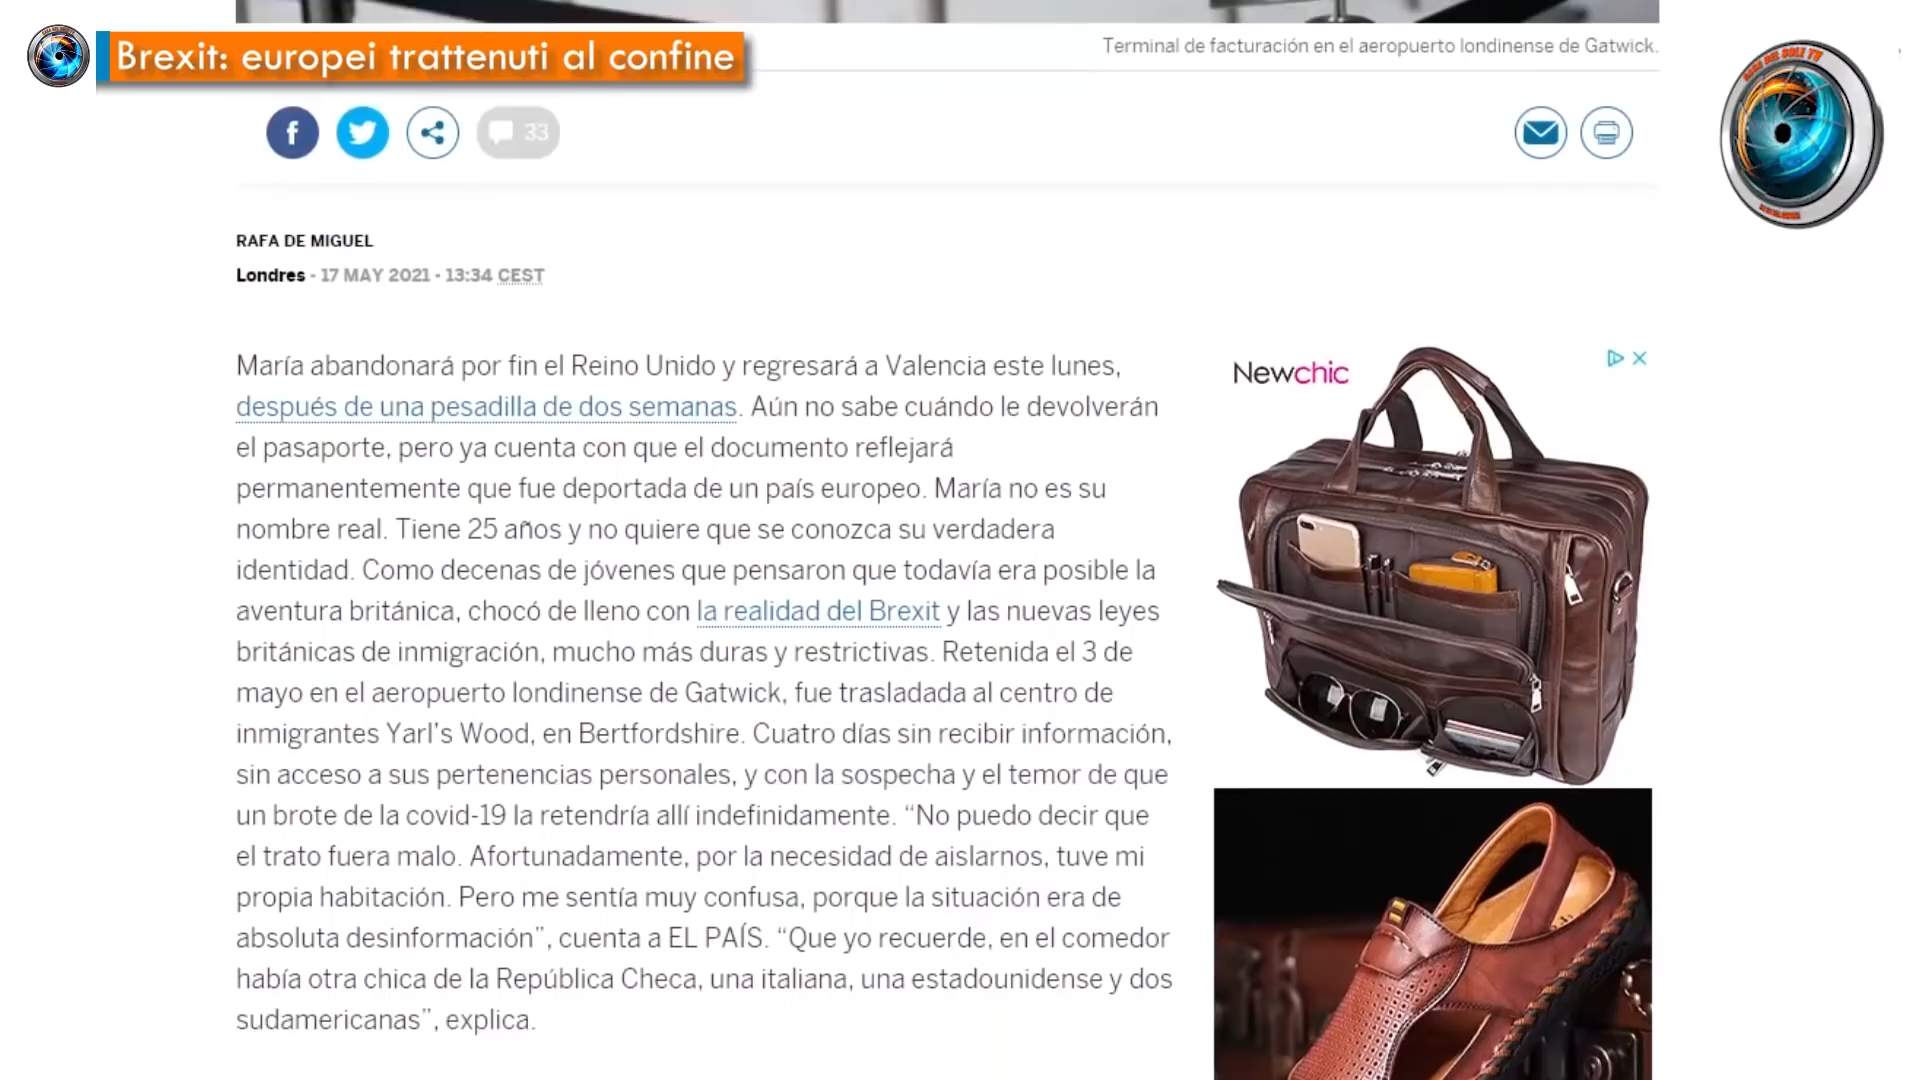 Brexit: europei trattenuti al confine
Terminal de facturación en el aeropuerto londinense de Gatwick.
33
CASA DEL SOLE TV
RAFA DE MIGUEL
Londres - 17 MAY 2021 - 13:34 CEST
María abandonará por fin el Reino Unido y regresará a Valencia este lunes,
después de una pesadilla de dos semanas. Aún no sabe cuándo le devolverán
el pasaporte, pero ya cuenta con que el documento reflejará
permanentemente que fue deportada de un país europeo. María no es su
nombre real. Tiene 25 años y no quiere que se conozca su verdadera
identidad. Como decenas de jóvenes que pensaron que todavía era posible la
aventura británica, chocó de lleno con la realidad del Brexit y las nuevas leyes
británicas de inmigración, mucho más duras y restrictivas. Retenida el 3 de
mayo en el aeropuerto londinense de Gatwick, fue trasladada al centro de
inmigrantes Yarl's Wood, en Bertfordshire. Cuatro días sin recibir información,
sin acceso a sus pertenencias personales, y con la sospecha y el temor de que
un brote de la covid-19 la retendría allí indefinidamente. “No puedo decir que
el trato fuera malo. Afortunadamente, por la necesidad de aislarnos, tuve mi
propia habitación. Pero me sentía muy confusa, porque la situación era de
absoluta desinformación”, cuenta a EL PAÍS. “Que yo recuerde, en el comedor
había otra chica de la República Checa, una italiana, una estadounidense y dos
sudamericanas”, explica.
Newchic